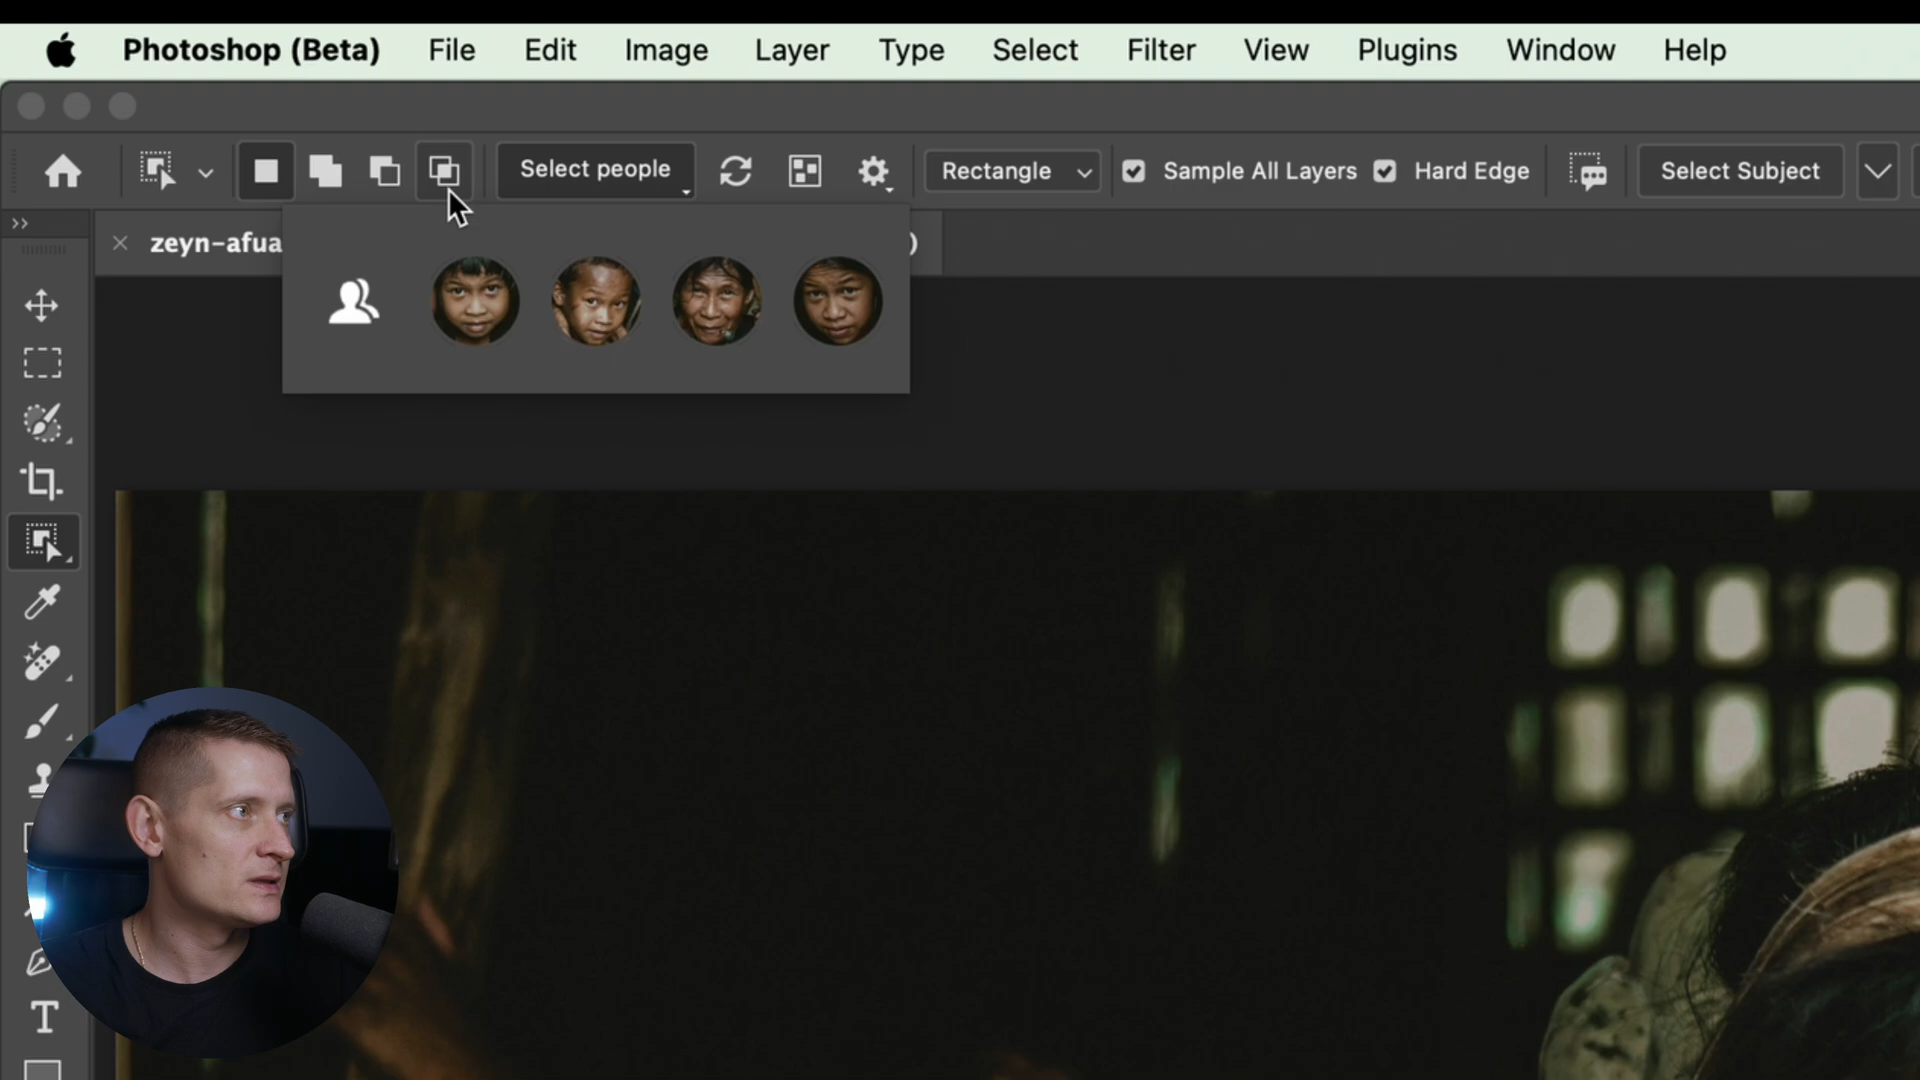 Photoshop (Beta) File Edit Image Layer Type Select Filter View Plugins Window Help
Select people Rectangle Sample All Layers Hard Edge Select Subject
zeyn-afua )
T